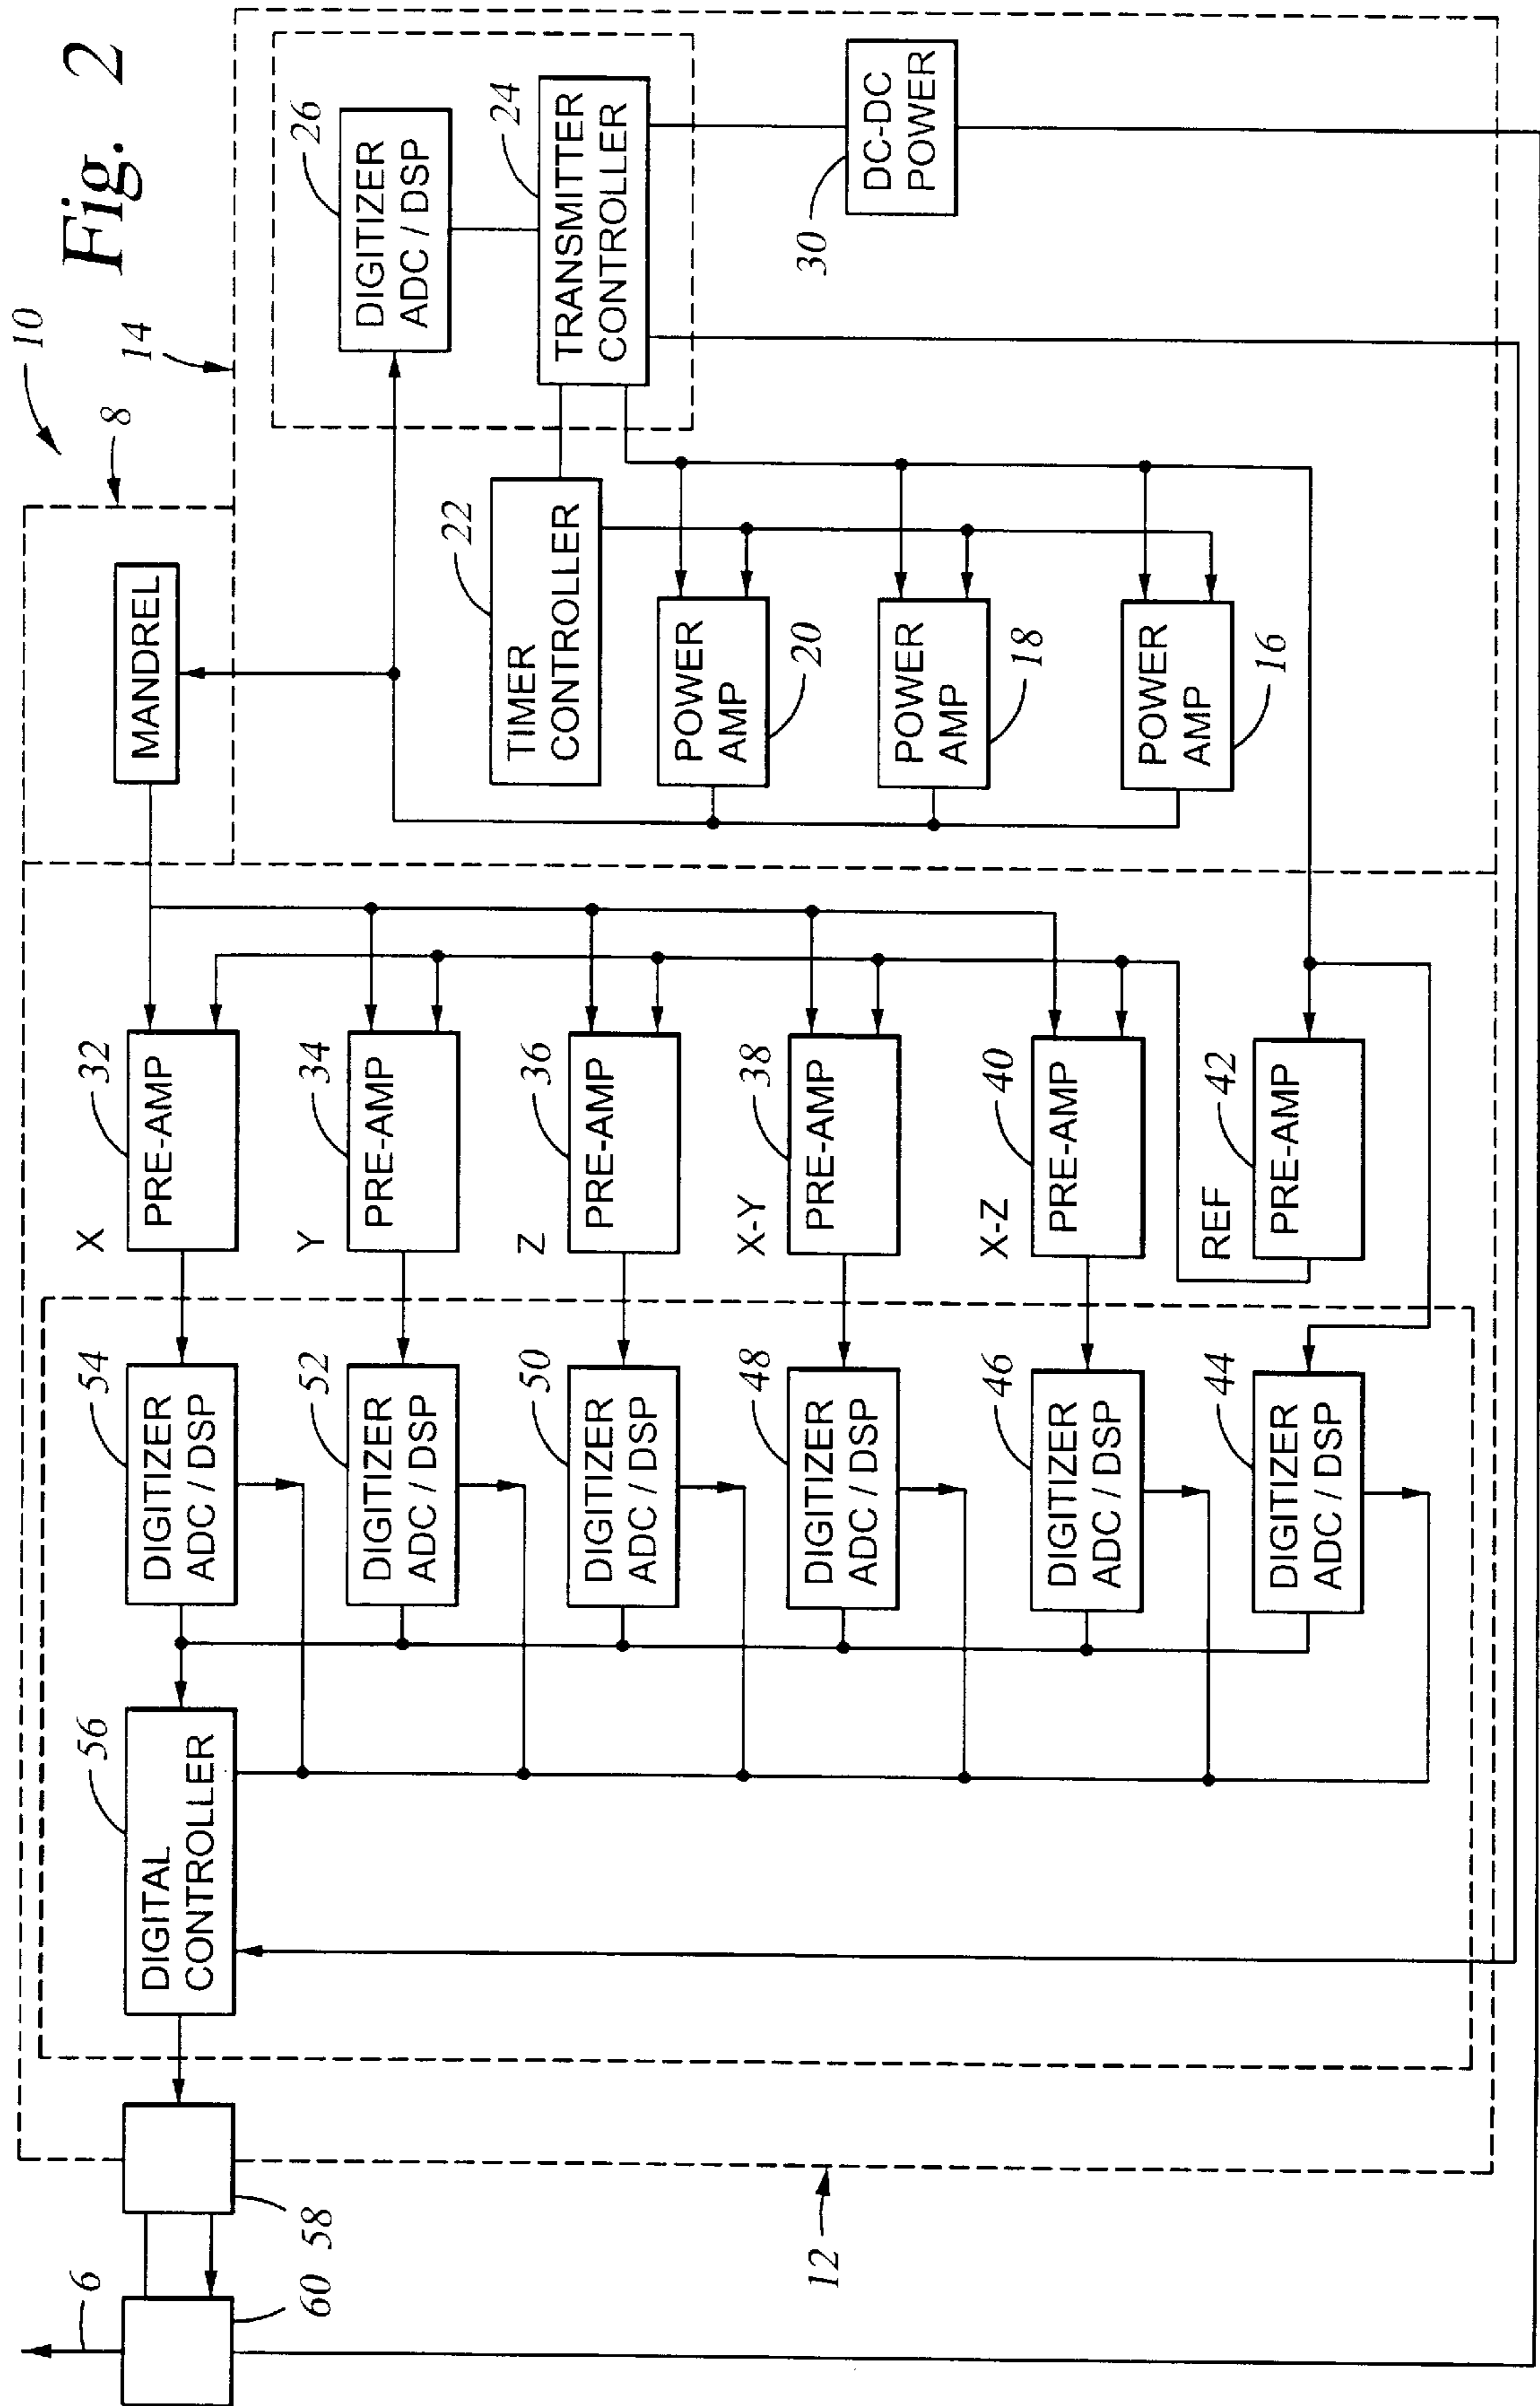 Fig. 2
10
8
14
MANDREL
26
DIGITIZER
ADC / DSP
24
TRANSMITTER
CONTROLLER
30
DC-DC
POWER
22
TIMER
CONTROLLER
POWER
AMP
20
POWER
AMP
18
POWER
AMP
16
X
PRE-AMP
32
Y
PRE-AMP
34
Z
PRE-AMP
36
X-Y
PRE-AMP
38
X-Z
PRE-AMP
40
REF
PRE-AMP
42
54
DIGITIZER
ADC / DSP
52
DIGITIZER
ADC / DSP
50
DIGITIZER
ADC / DSP
48
DIGITIZER
ADC / DSP
46
DIGITIZER
ADC / DSP
44
DIGITIZER
ADC / DSP
56
DIGITAL
CONTROLLER
6
60
58
12